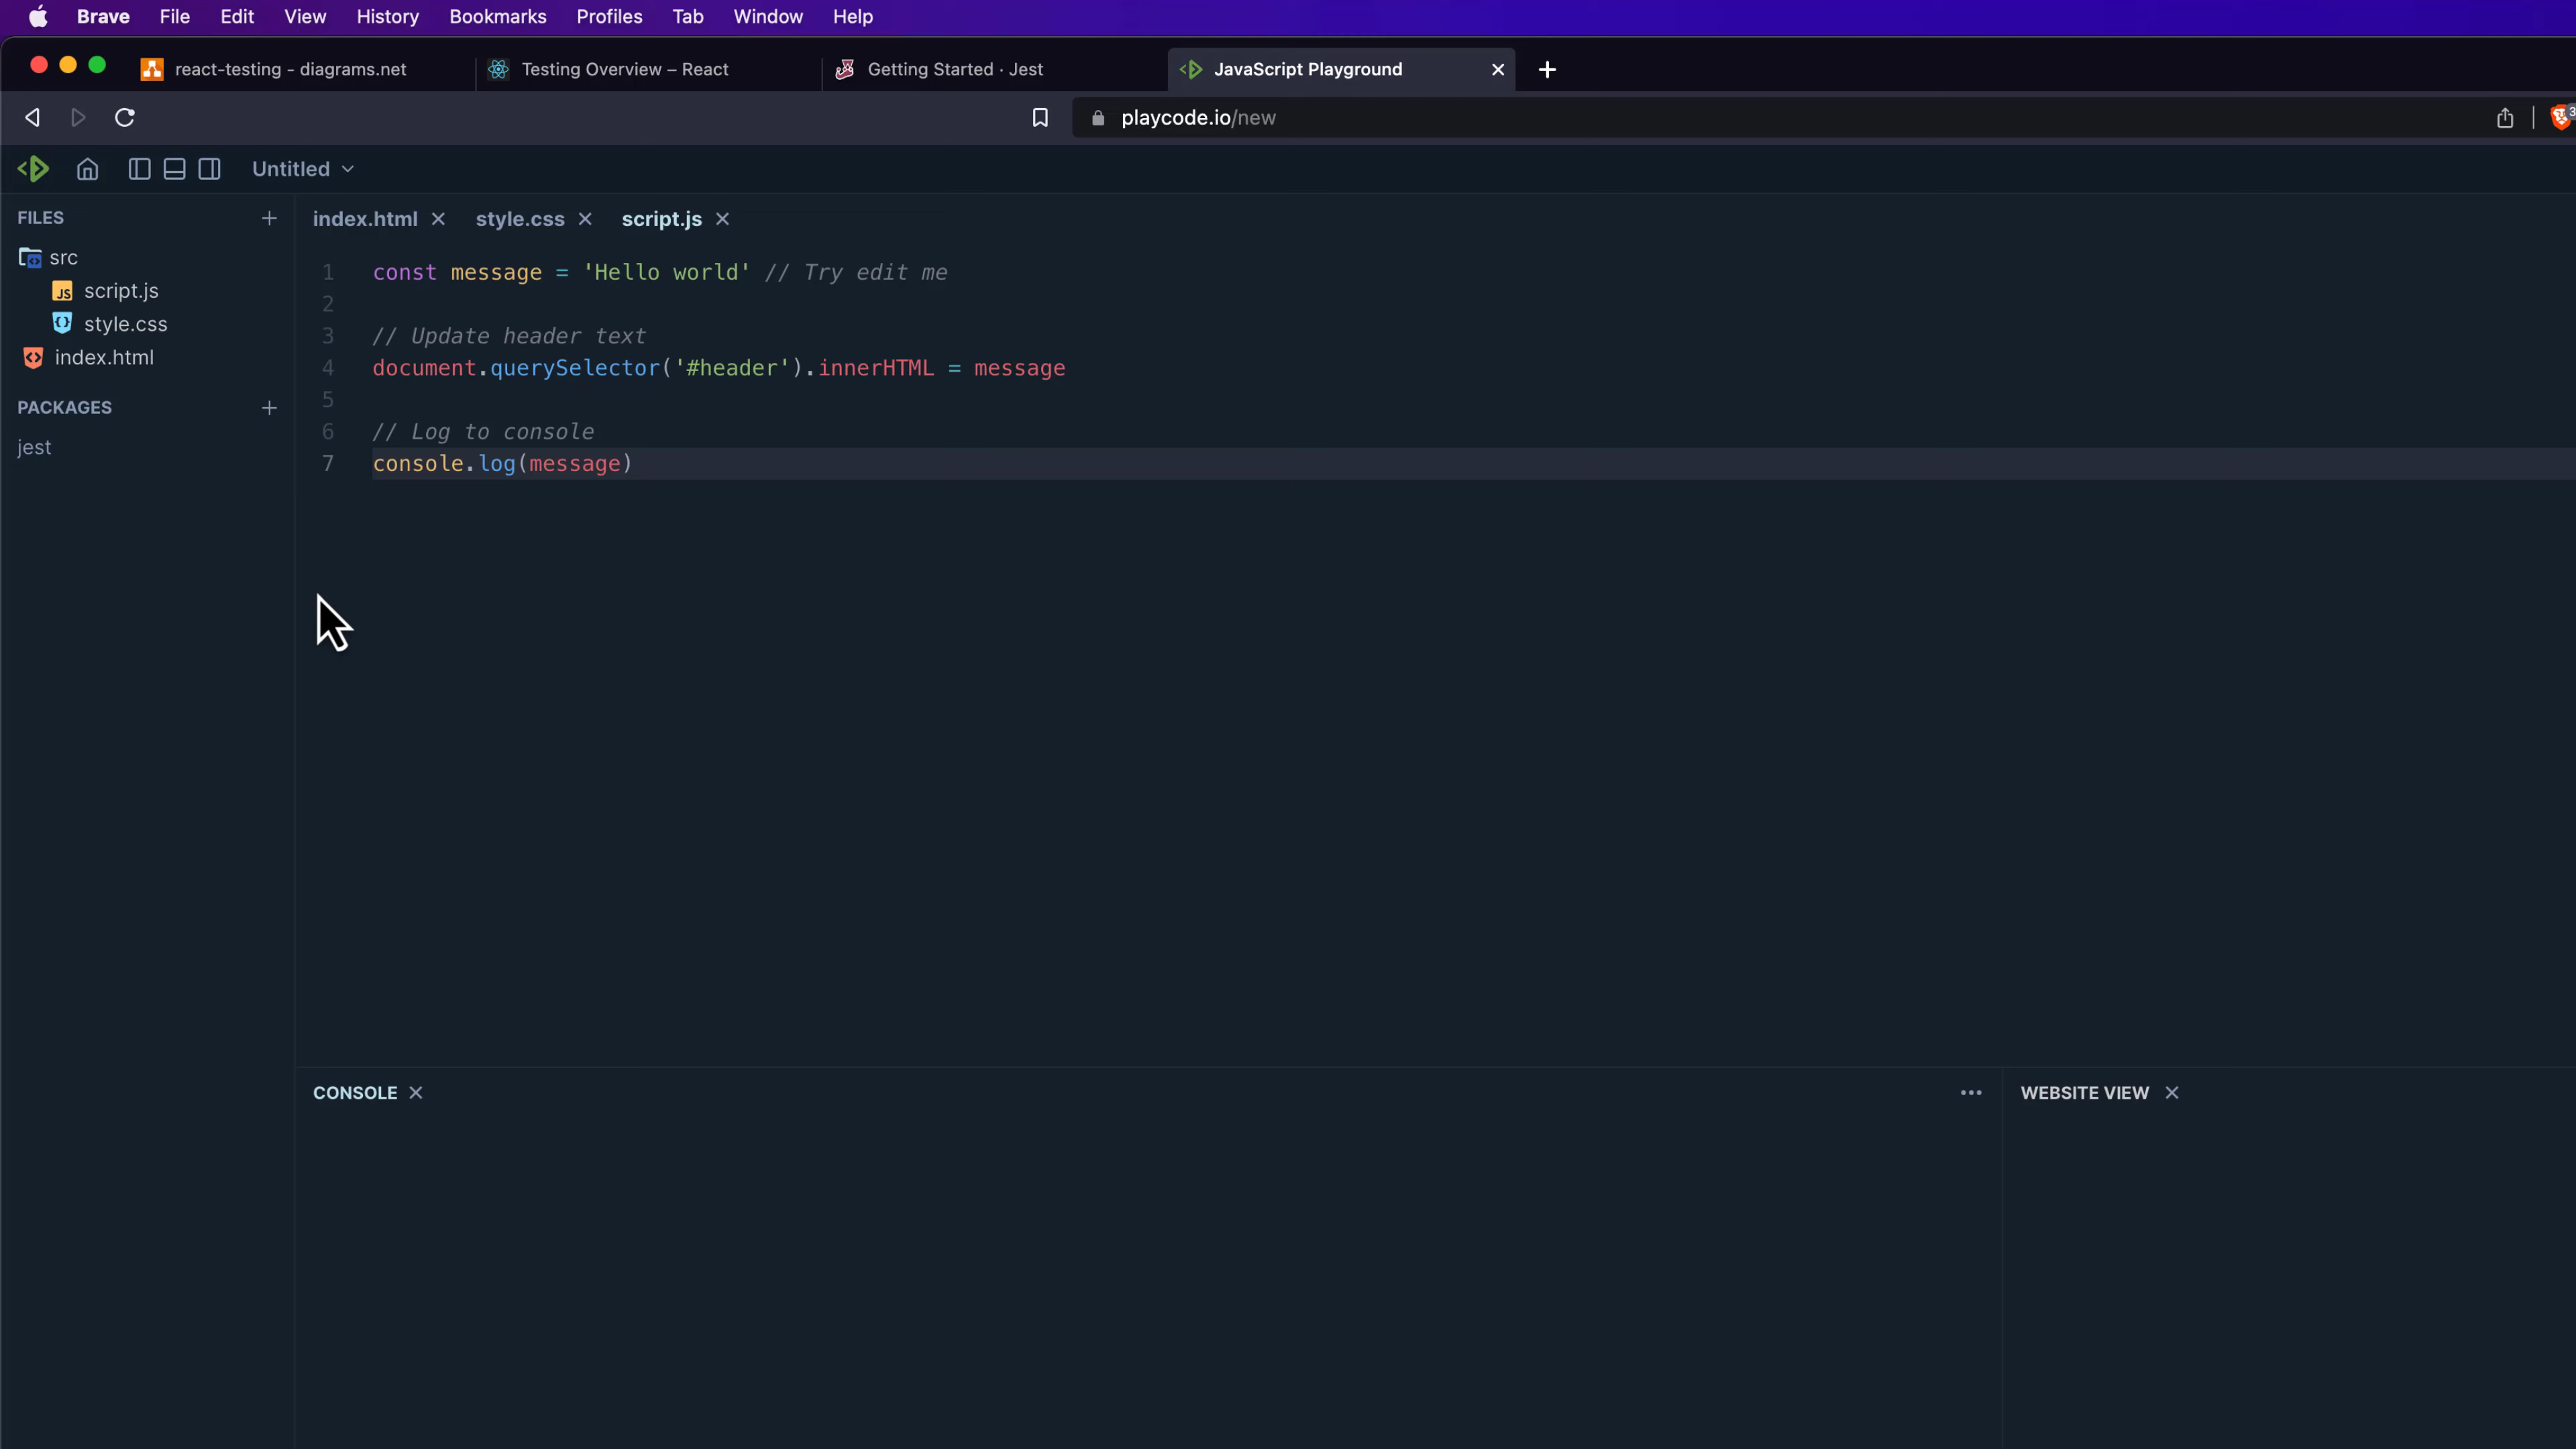 Brave File Edit View History Bookmarks Profiles Tab Window Help
react-testing - diagrams.net Testing Overview – React Getting Started · Jest JavaScript Playground
playcode.io/new
3
Untitled
FILES
src
JS script.js
style.css
index.html
PACKAGES
jest
index.html style.css script.js
1 const message = 'Hello world' // Try edit me
2
3 // Update header text
4 document.querySelector('#header').innerHTML = message
5
6 // Log to console
7 console.log(message)
CONSOLE
WEBSITE VIEW